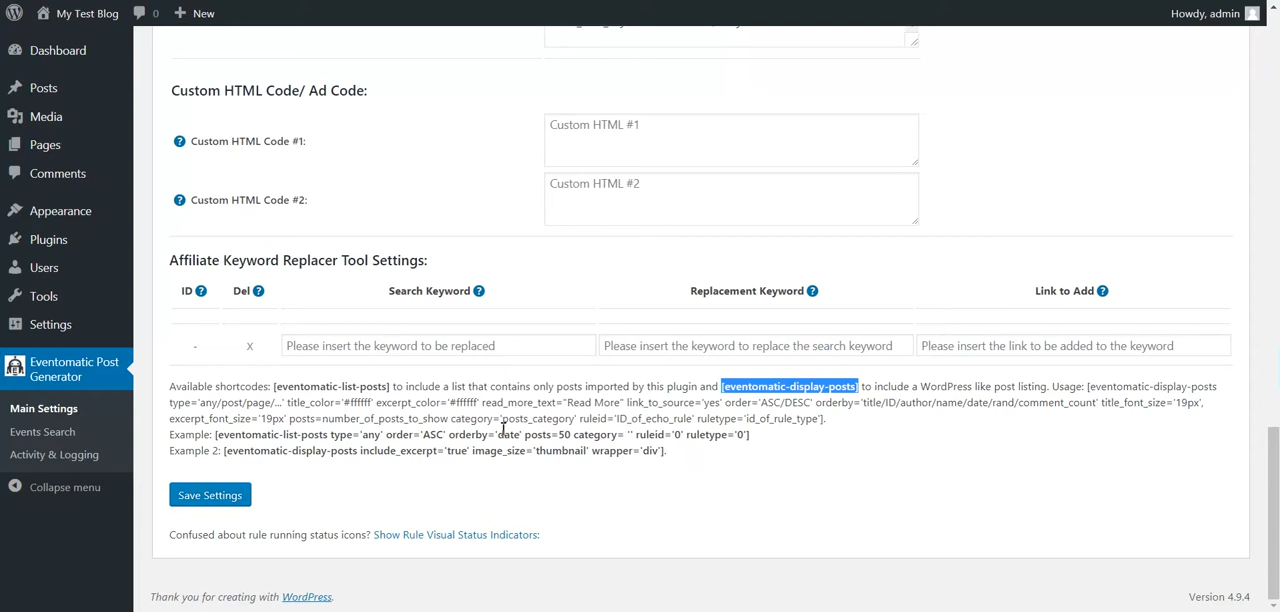 My Test Blog
0
New
Howdy, admin
Dashboard
Posts
Media
Pages
Comments
Appearance
Plugins
Users
Tools
Settings
Eventomatic Post
Generator
Main Settings
Events Search
Activity & Logging
Collapse menu
Custom HTML Code/ Ad Code:
Custom HTML Code #1:
Custom HTML #1
Custom HTML Code #2:
Custom HTML #2
Affiliate Keyword Replacer Tool Settings:
ID Del Search Keyword Replacement Keyword Link to Add
- X Please insert the keyword to be replaced Please insert the keyword to replace the search keyword Please insert the link to be added to the keyword
Available shortcodes: [eventomatic-list-posts] to include a list that contains only posts imported by this plugin and [eventomatic-display-posts] to include a WordPress like post listing. Usage: [eventomatic-display-posts
type='any/post/page/...' title_color='#ffffff' excerpt_color='#ffffff' read_more_text="Read More" link_to_source='yes' order='ASC/DESC' orderby='title/ID/author/name/date/rand/comment_count' title_font_size='19px',
excerpt_font_size='19px' posts=number_of_posts_to_show category='posts_category' ruleid='ID_of_echo_rule' ruletype='id_of_rule_type'].
Example: [eventomatic-list-posts type='any' order='ASC' orderby='date' posts=50 category= '' ruleid='0' ruletype='0']
Example 2: [eventomatic-display-posts include_excerpt='true' image_size='thumbnail' wrapper='div'].
Save Settings
Confused about rule running status icons? Show Rule Visual Status Indicators:
Thank you for creating with WordPress.
Version 4.9.4